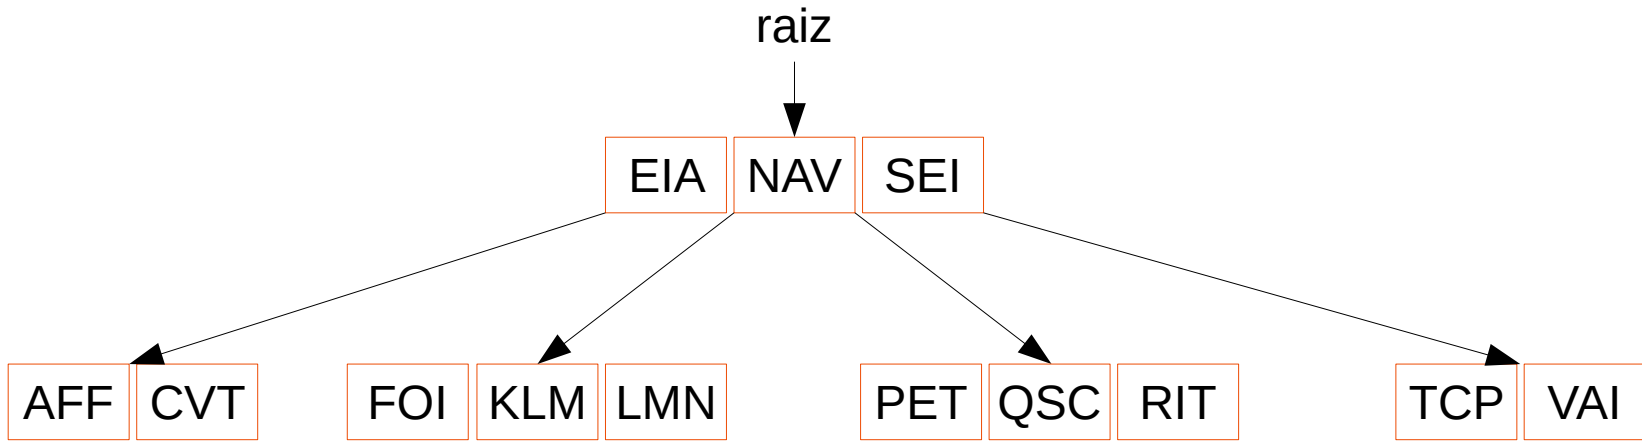 raiz
EIA NAV SEI
AFF CVT FOI KLM LMN PET QSC RIT TCP VAI